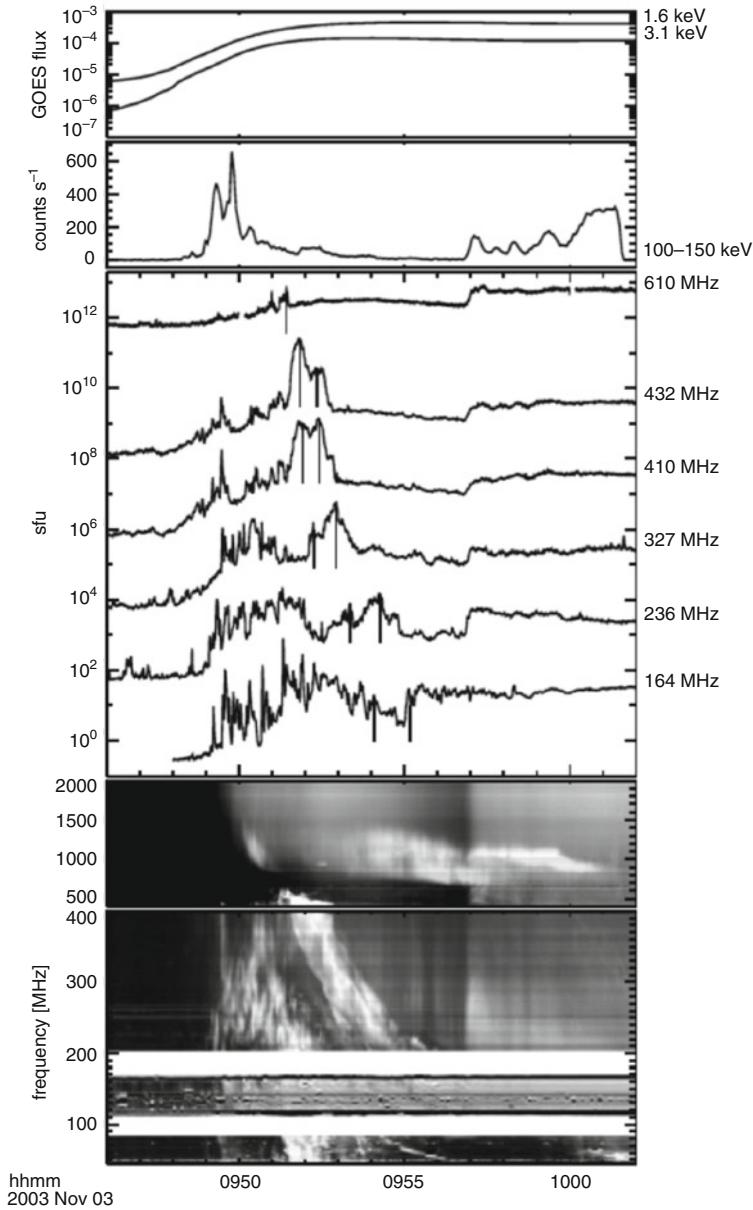 10⁻³
10⁻⁵
10⁻⁶
10⁻⁷
GOES flux
1.6 keV
3.1 keV
600
400
200
0
counts s⁻¹
100–150 keV
10¹²
10¹⁰
10⁸
10⁶
10⁴
10²
10⁰
sfu
610 MHz
432 MHz
410 MHz
327 MHz
236 MHz
164 MHz
2000
1500
1000
500
400
300
200
100
frequency [MHz]
hhmm
2003 Nov 03
0950
0955
1000